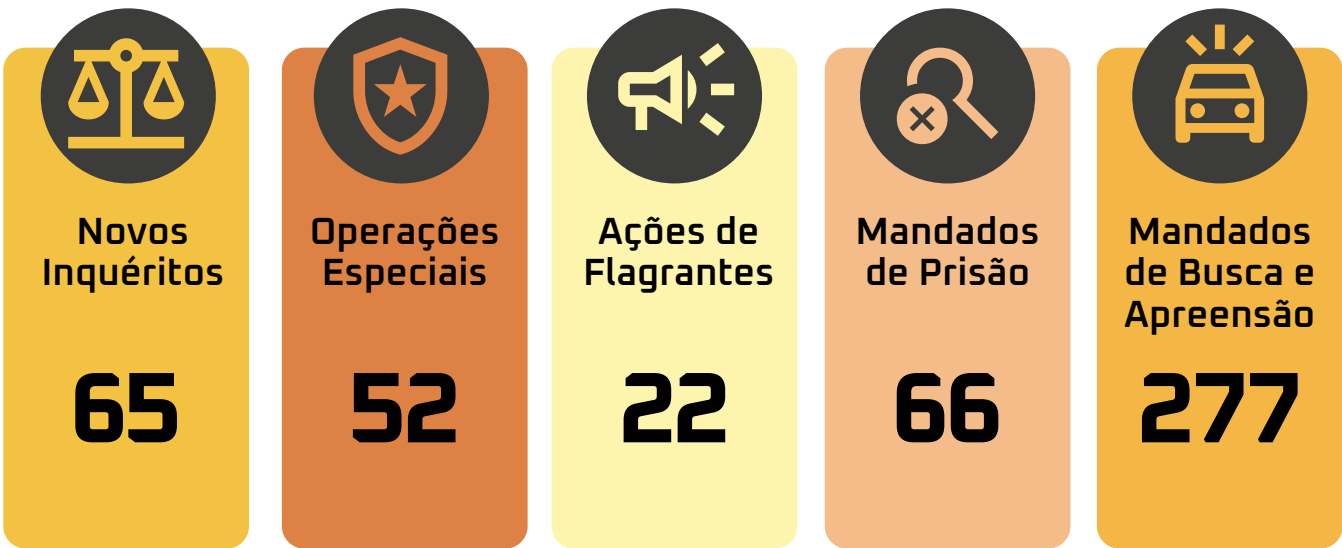 Novos
Inquéritos
65
Operações
Especiais
52
Ações de
Flagrantes
22
Mandados
de Prisão
66
Mandados
de Busca e
Apreensão
277